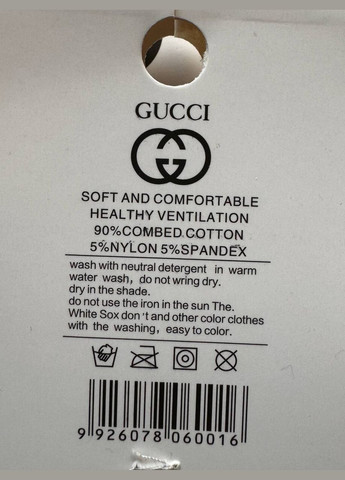 GUCCI
SOFT AND COMFORTABLE
HEALTHY VENTILATION
90%COMBED COTTON
5%NYLON 5%SPANDEX
wash with neutral detergent in warm
water wash, do not wring dry.
dry in the shade.
do not use the iron in the sun The.
White Sox don't and other color clothes
with the washing, easy to color.
9 926078 060016